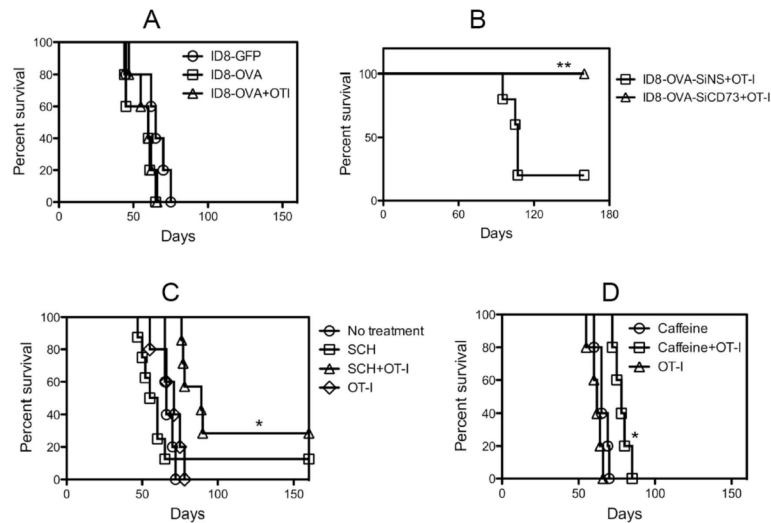 A
Percent survival
100
80
60
40
20
0
0
50
100
150
Days
ID8-GFP
ID8-OVA
ID8-OVA+OTI
B
Percent survival
100
50
0
0
60
120
180
Days
**
ID8-OVA-SiNS+OT-I
ID8-OVA-SiCD73+OT-I
C
Percent survival
100
80
60
40
20
0
0
50
100
150
Days
*
No treatment
SCH
SCH+OT-I
OT-I
D
Percent survival
100
80
60
40
20
0
0
50
100
150
Days
*
Caffeine
Caffeine+OT-I
OT-I